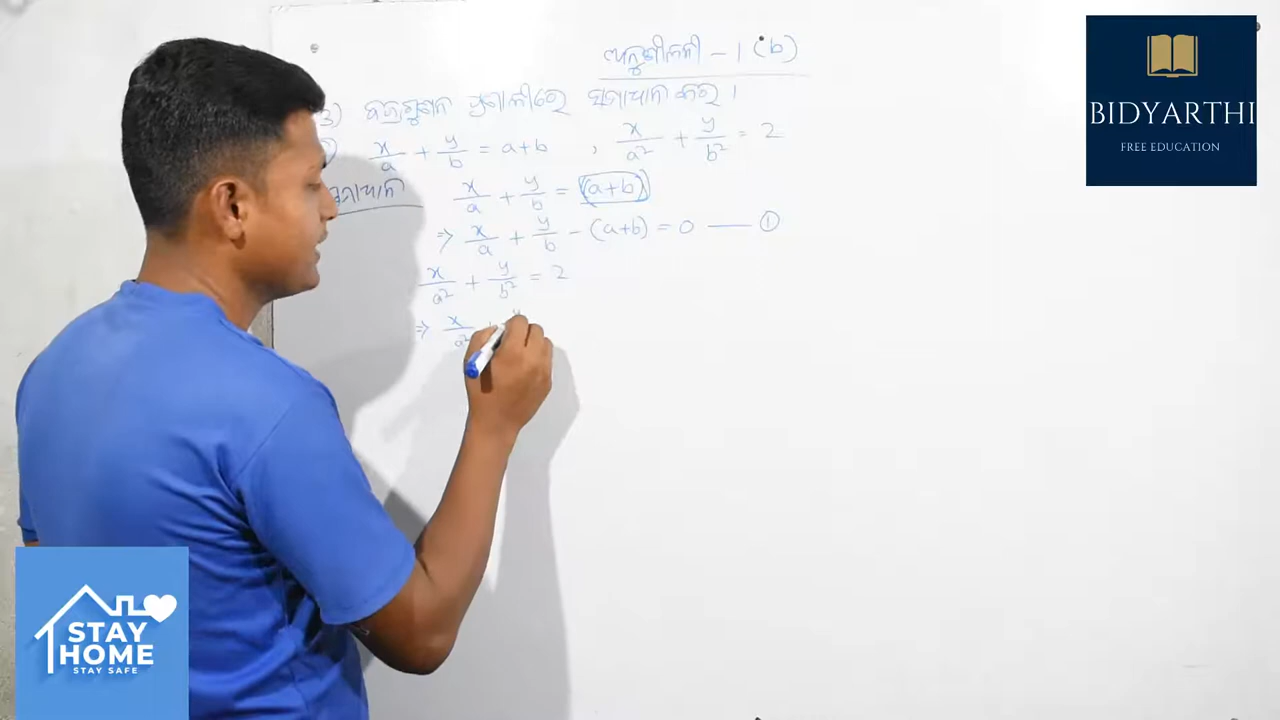 ଅନୁଶୀଳନୀ - 1 (b)
3) ବଜ୍ରଗୁଣନ ପ୍ରଣାଳୀରେ ସମାଧାନ କର ।
x/a + y/b = a+b , x/a² + y/b² = 2
ସମାଧାନ x/a + y/b = (a+b)
⇒ x/a + y/b - (a+b) = 0 — ①
x/a² + y/b² = 2
⇒ x/a² + y
BIDYARTHI
FREE EDUCATION
STAY
HOME
STAY SAFE